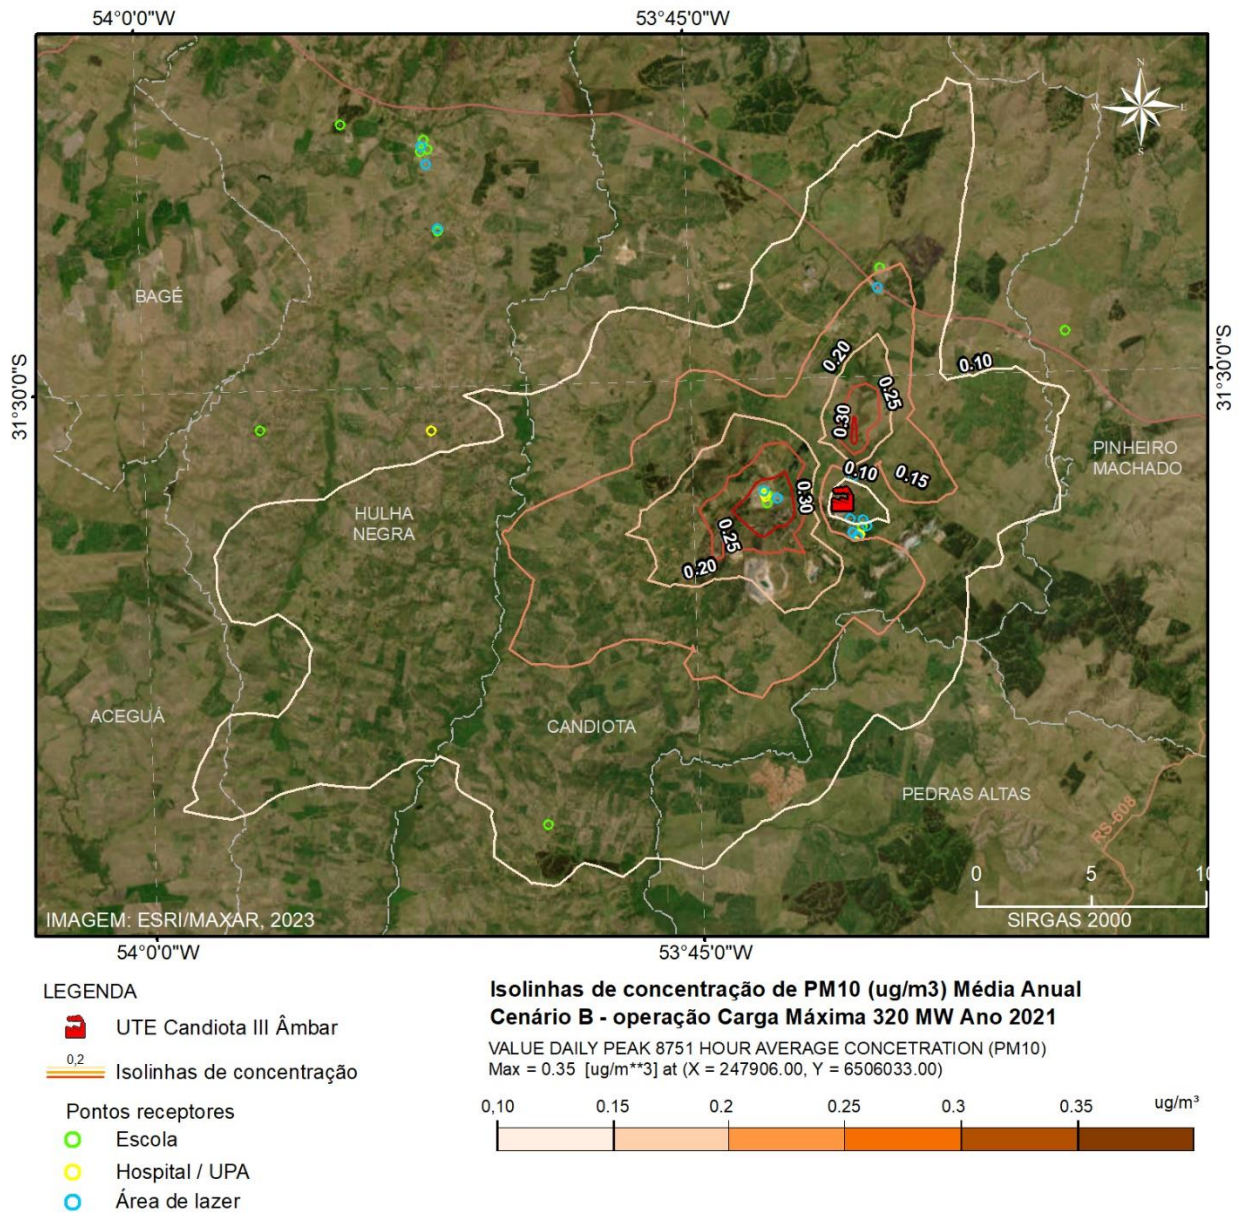 54°0'0"W
53°45'0"W
N
W
E
S
BAGÉ
31°30'0"S
31°30'0"S
0.20
0.10
0.25
0.30
PINHEIRO
MACHADO
0.10
0.15
0.30
HULHA
NEGRA
0.25
0.20
ACEGUÁ
CANDIOTA
PEDRAS ALTAS
RS-608
0
5
10
IMAGEM: ESRI/MAXAR, 2023
SIRGAS 2000
54°0'0"W
53°45'0"W
LEGENDA
UTE Candiota III Âmbar
0,2
Isolinhas de concentração
Pontos receptores
Escola
Hospital / UPA
Área de lazer
Isolinhas de concentração de PM10 (ug/m3) Média Anual
Cenário B - operação Carga Máxima 320 MW Ano 2021
VALUE DAILY PEAK 8751 HOUR AVERAGE CONCETRATION (PM10)
Max = 0.35 [ug/m**3] at (X = 247906.00, Y = 6506033.00)
0,10
0.15
0.2
0.25
0.3
0.35
ug/m³